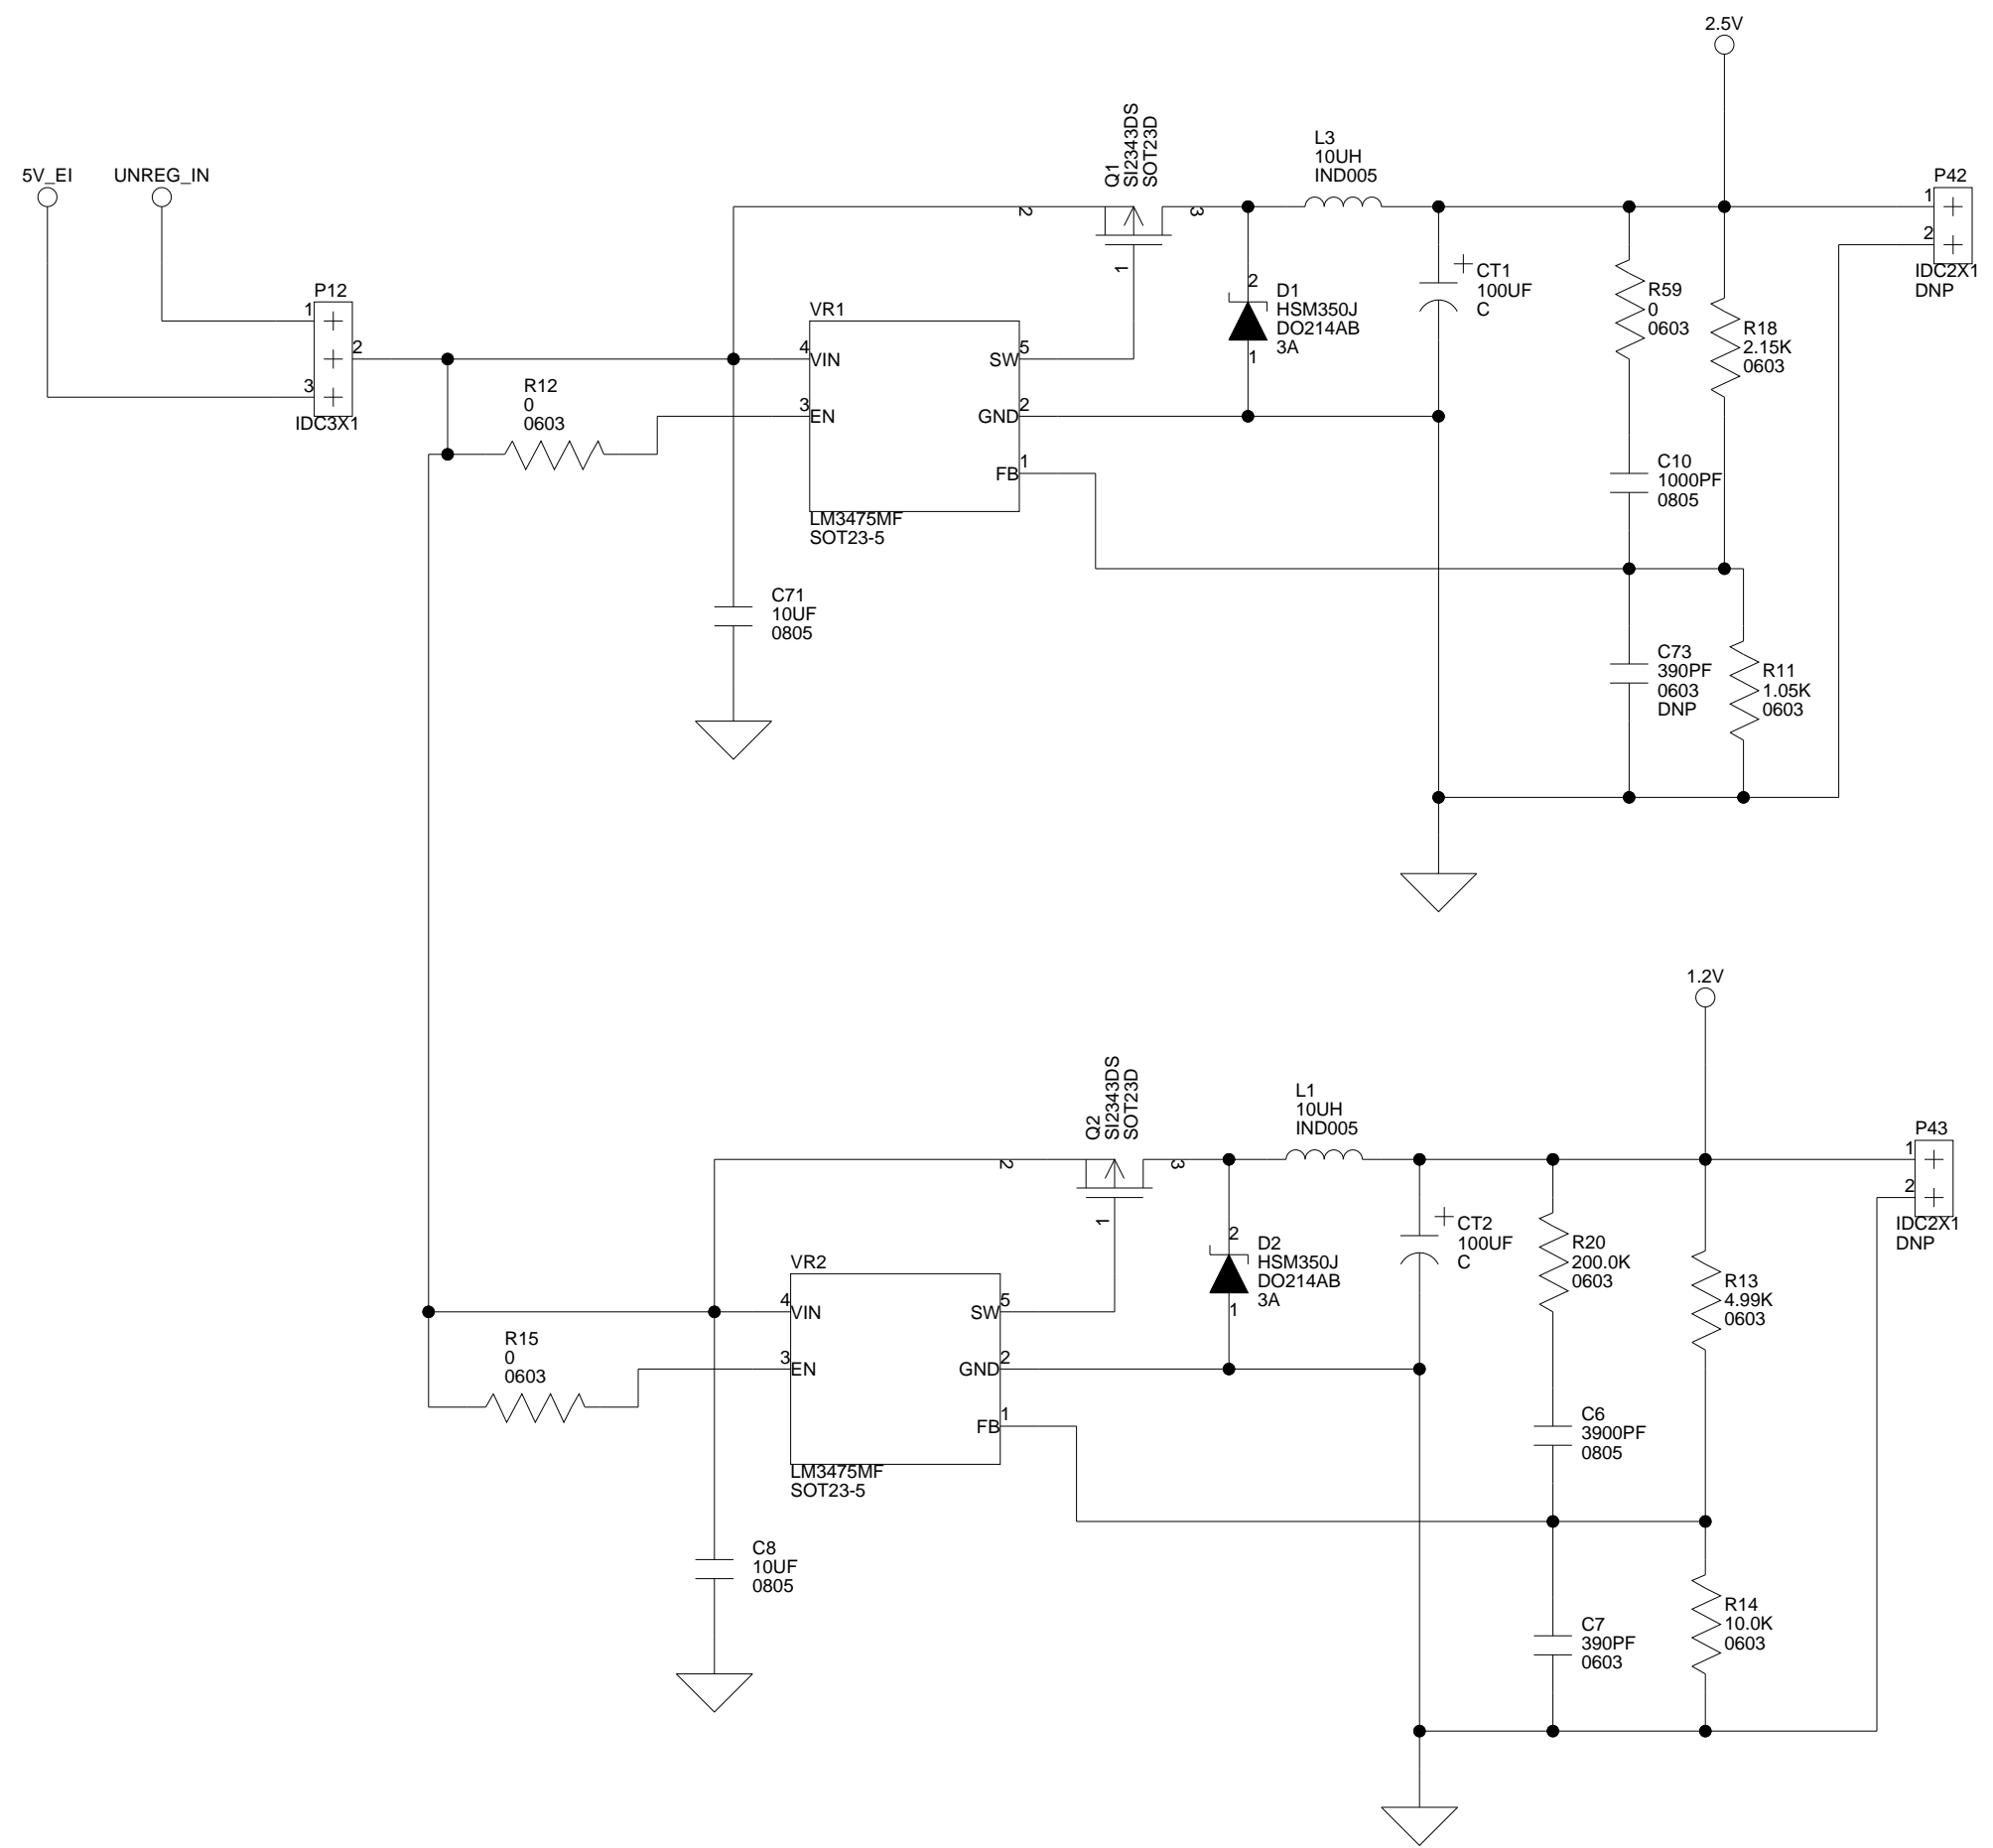 2.5V
Q1
SI2343DS
SOT23D
L3
10UH
IND005
5V_EI
UNREG_IN
P42
1
2
IDC2X1
DNP
2
3
1
P12
1
2
3
IDC3X1
R12
0
0603
VR1
4
VIN
3
EN
SW
5
GND
2
FB
1
LM3475MF
SOT23-5
2
D1
HSM350J
DO214AB
3A
1
CT1
100UF
C
R59
0
0603
R18
2.15K
0603
C10
1000PF
0805
C71
10UF
0805
C73
390PF
0603
DNP
R11
1.05K
0603
1.2V
Q2
SI2343DS
SOT23D
L1
10UH
IND005
P43
1
2
IDC2X1
DNP
2
3
1
R15
0
0603
VR2
4
VIN
3
EN
SW
5
GND
2
FB
1
LM3475MF
SOT23-5
2
D2
HSM350J
DO214AB
3A
1
CT2
100UF
C
R20
200.0K
0603
R13
4.99K
0603
C6
3900PF
0805
C8
10UF
0805
C7
390PF
0603
R14
10.0K
0603